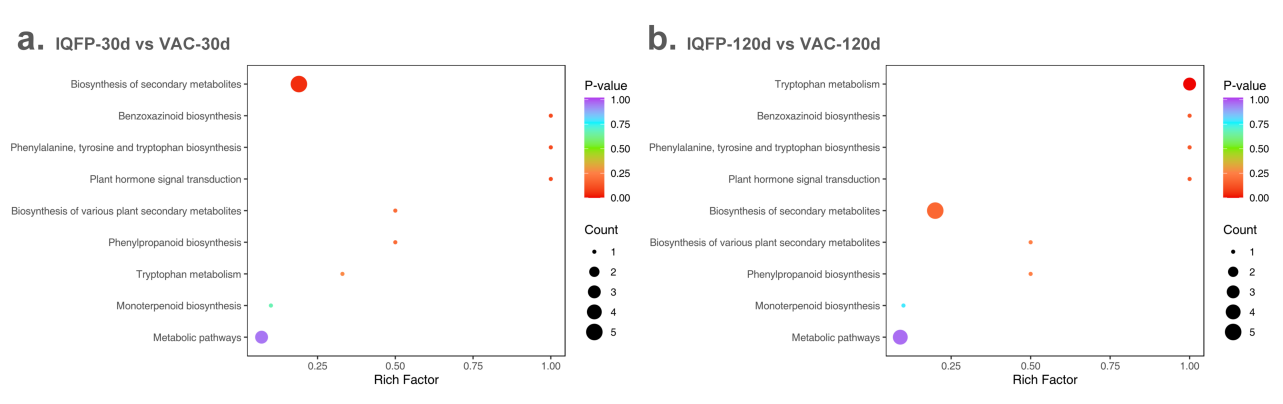 a. IQFP-30d vs VAC-30d
Biosynthesis of secondary metabolites
Benzoxazinoid biosynthesis
Phenylalanine, tyrosine and tryptophan biosynthesis
Plant hormone signal transduction
Biosynthesis of various plant secondary metabolites
Phenylpropanoid biosynthesis
Tryptophan metabolism
Monoterpenoid biosynthesis
Metabolic pathways
0.25 0.50 0.75 1.00
Rich Factor
P-value
1.00
0.75
0.50
0.25
0.00
Count
1
2
3
4
5
b. IQFP-120d vs VAC-120d
Tryptophan metabolism
Benzoxazinoid biosynthesis
Phenylalanine, tyrosine and tryptophan biosynthesis
Plant hormone signal transduction
Biosynthesis of secondary metabolites
Biosynthesis of various plant secondary metabolites
Phenylpropanoid biosynthesis
Monoterpenoid biosynthesis
Metabolic pathways
0.25 0.50 0.75 1.00
Rich Factor
P-value
1.00
0.75
0.50
0.25
0.00
Count
1
2
3
4
5